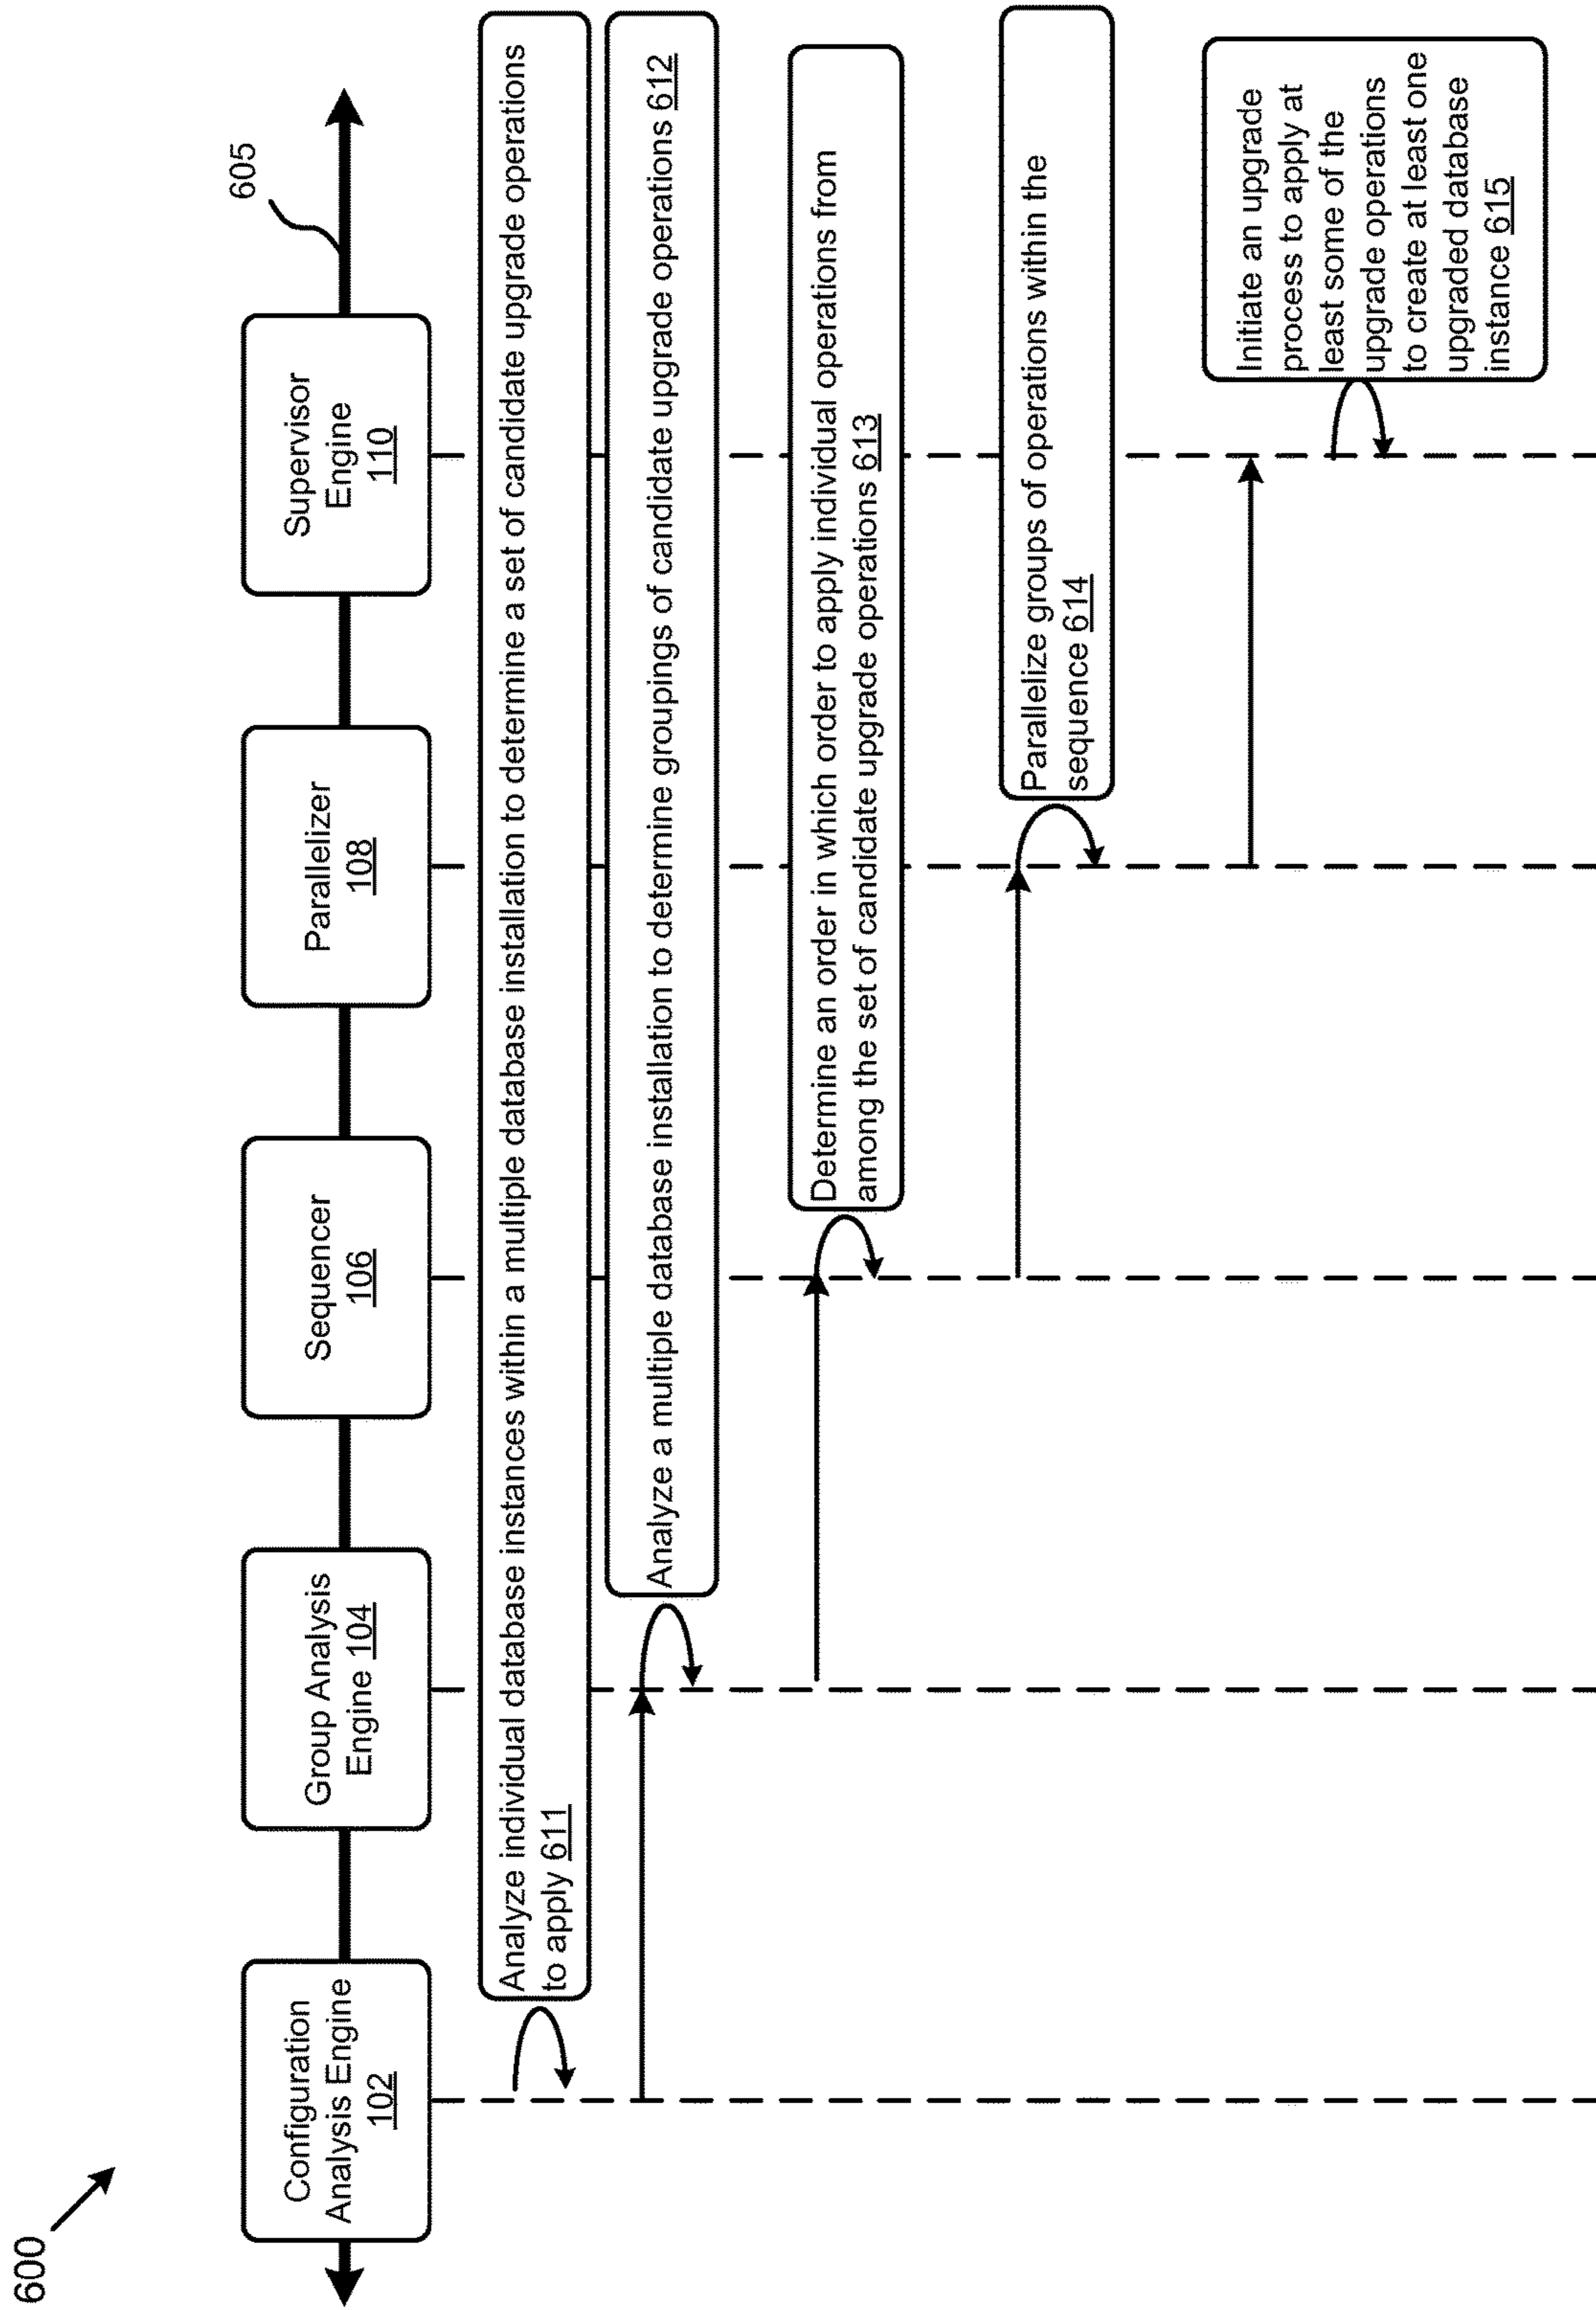 600
605
Configuration
Analysis Engine
102
Group Analysis
Engine 104
Sequencer
106
Parallelizer
108
Supervisor
Engine
110
Analyze individual database instances within a multiple database installation to determine a set of candidate upgrade operations
to apply 611
Analyze a multiple database installation to determine groupings of candidate upgrade operations 612
Determine an order in which order to apply individual operations from
among the set of candidate upgrade operations 613
Parallelize groups of operations within the
sequence 614
Initiate an upgrade
process to apply at
least some of the
upgrade operations
to create at least one
upgraded database
instance 615